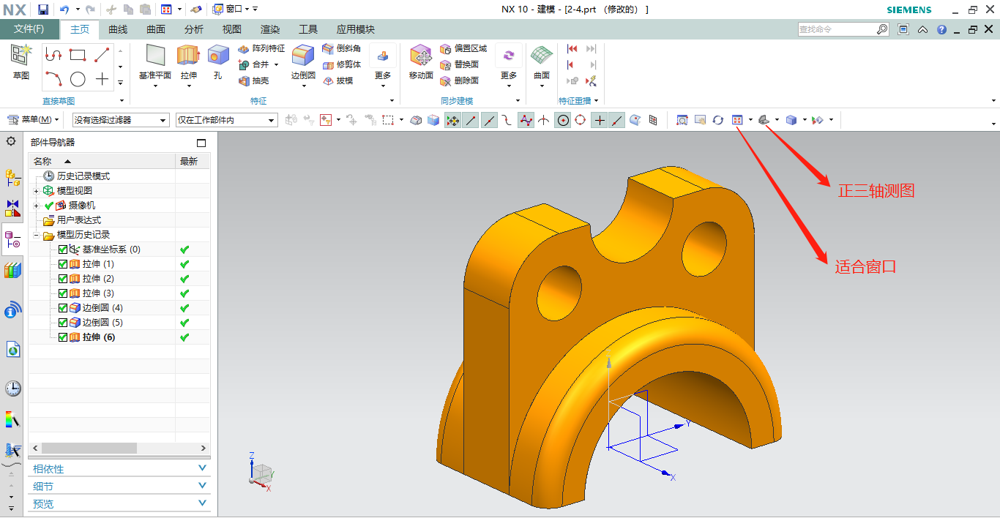 NX 窗口 NX 10 - 建模 - [2-4.prt （修改的） ] SIEMENS
文件(F) 主页 曲线 曲面 分析 视图 渲染 工具 应用模块 查找命令
草图 基准平面 拉伸 孔 阵列特征 合并 抽壳 边倒圆 倒斜角 修剪体 拔模 更多 移动面 偏置区域 替换面 删除面 更多 曲面
直接草图 特征 同步建模 特征重播
菜单(M) 没有选择过滤器 仅在工作部件内
部件导航器
名称 最新
历史记录模式
模型视图
摄像机
用户表达式
模型历史记录
基准坐标系 (0)
拉伸 (1)
拉伸 (2)
拉伸 (3)
边倒圆 (4)
边倒圆 (5)
拉伸 (6)
相依性
细节
预览
正三轴测图
适合窗口
Z
Y
X
Z
Y
X